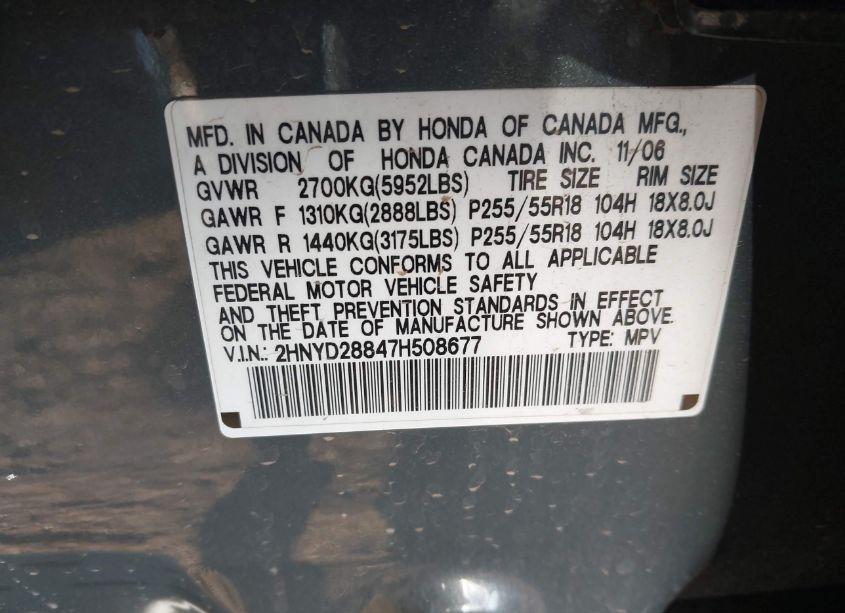 MFD. IN CANADA BY HONDA OF CANADA MFG.,
A DIVISION OF HONDA CANADA INC. 11/06
GVWR 2700KG(5952LBS) TIRE SIZE RIM SIZE
GAWR F 1310KG(2888LBS) P255/55R18 104H 18X8.0J
GAWR R 1440KG(3175LBS) P255/55R18 104H 18X8.0J
THIS VEHICLE CONFORMS TO ALL APPLICABLE
FEDERAL MOTOR VEHICLE SAFETY
AND THEFT PREVENTION STANDARDS IN EFFECT
ON THE DATE OF MANUFACTURE SHOWN ABOVE.
V.I.N.: 2HNYD28847H508677 TYPE: MPV